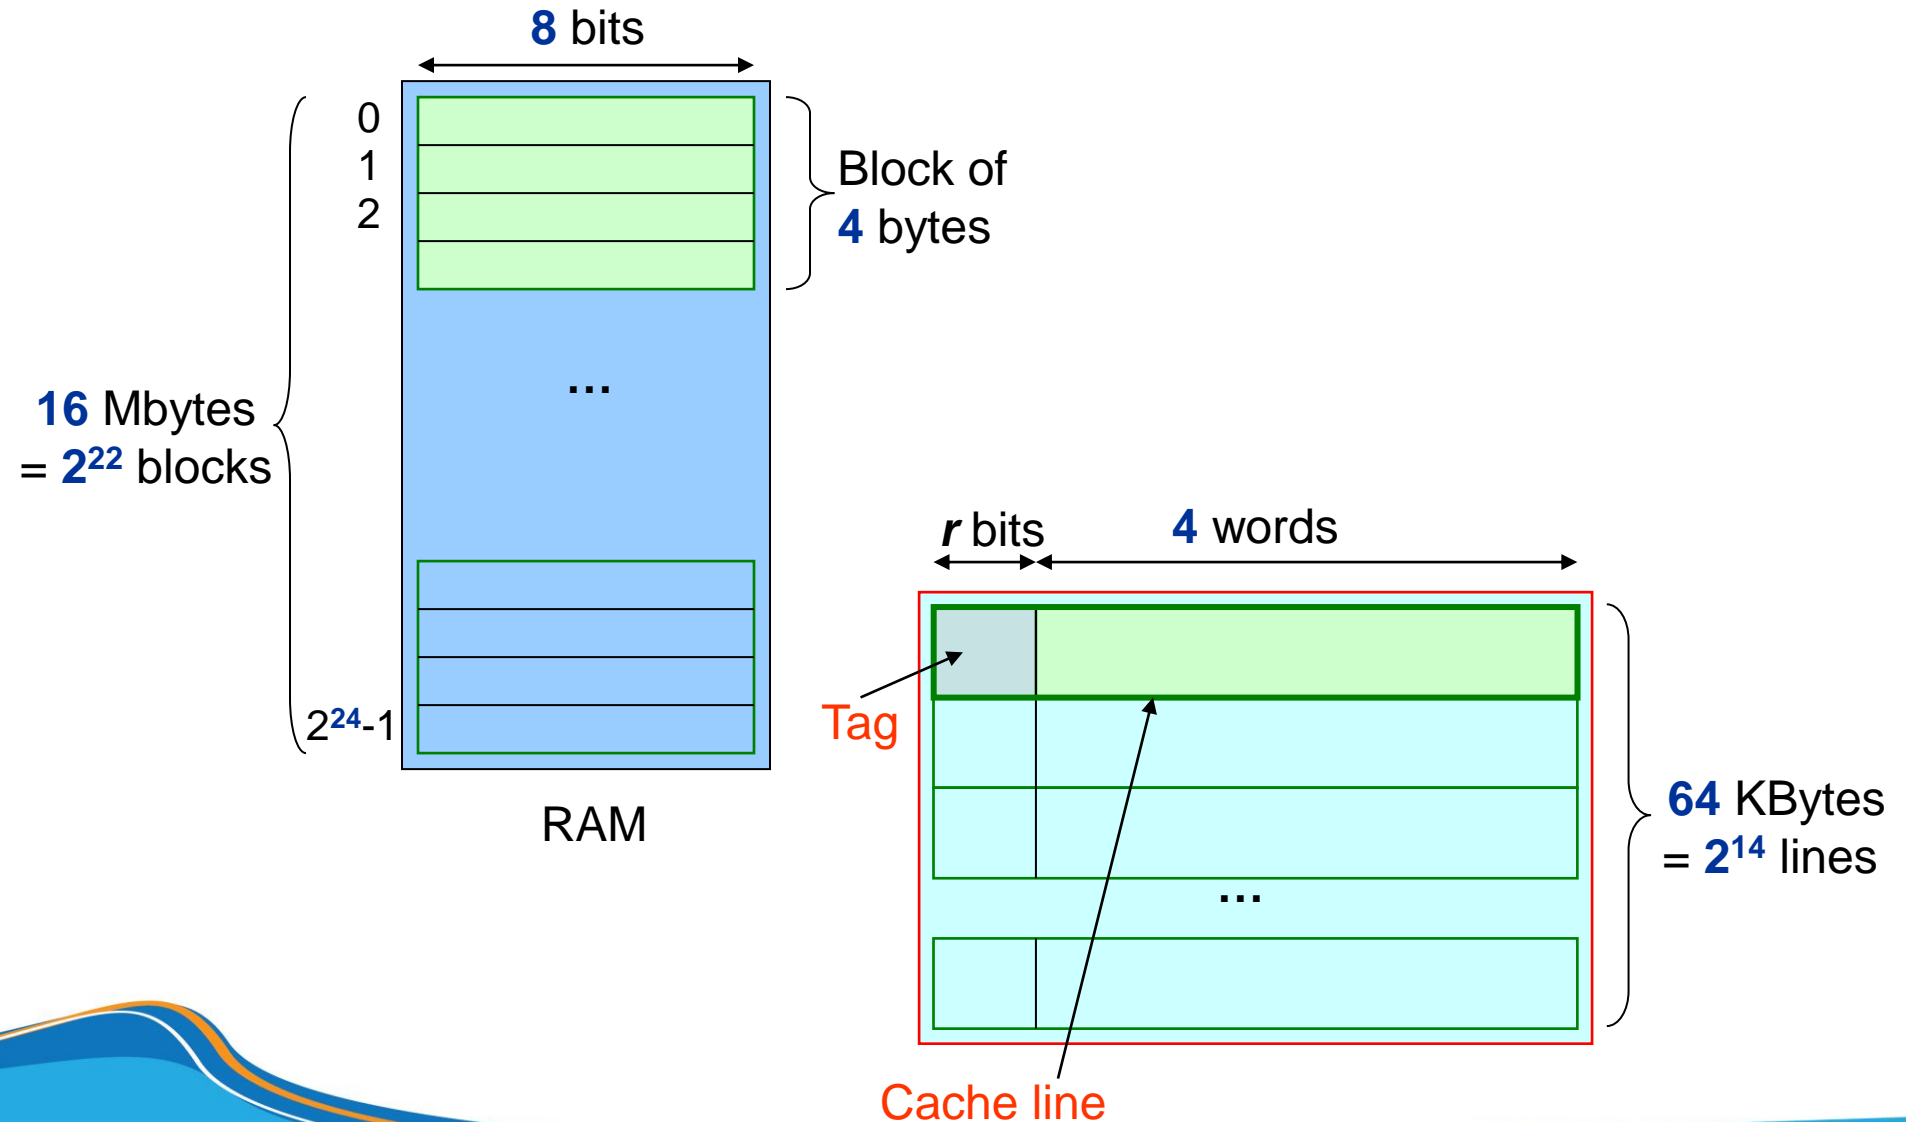 8 bits
0
1
2
Block of
4 bytes
...
16 Mbytes
= 2²² blocks
2²⁴-1
RAM
r bits
4 words
Tag
...
64 KBytes
= 2¹⁴ lines
Cache line